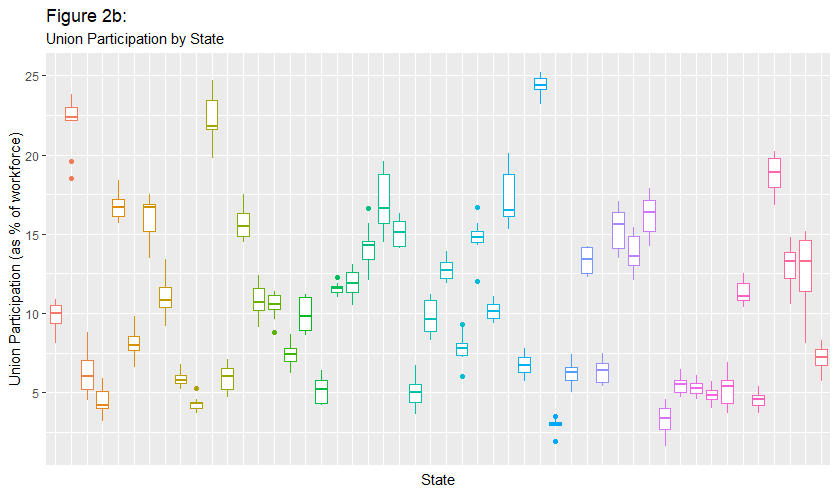 Figure 2b:
Union Participation by State
Union Participation (as % of workforce)
25
20
15
10
5
State